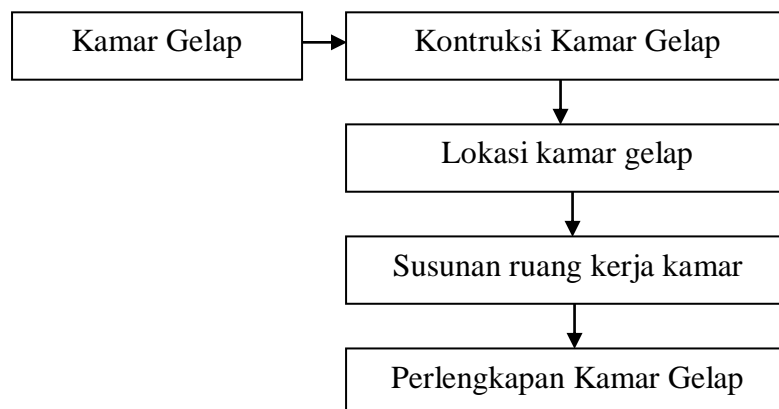 Kamar Gelap
Kontruksi Kamar Gelap
Lokasi kamar gelap
Susunan ruang kerja kamar
Perlengkapan Kamar Gelap